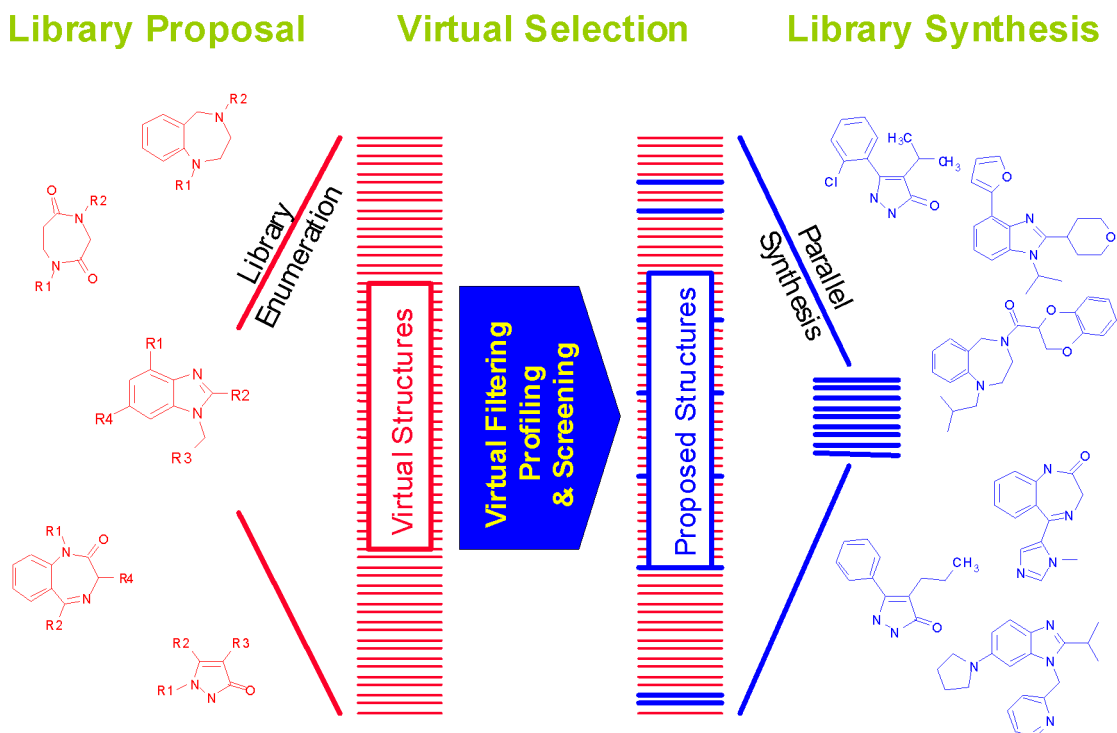 Library Proposal
Virtual Selection
Library Synthesis
R2
N
N
R1
O
R2
N
N
O
R1
Library
Enumeration
R1
N
R2
R4
N
R3
R1
O
N
R4
N
R2
R2
R3
R1
N
N
O
Virtual Structures
Virtual Filtering
Profiling
& Screening
Proposed Structures
Parallel
Synthesis
H3C
CH3
Cl
N
N
O
O
N
N
O
O
O
N
O
N
N
O
N
N
N
CH3
N
N
O
N
N
N
N